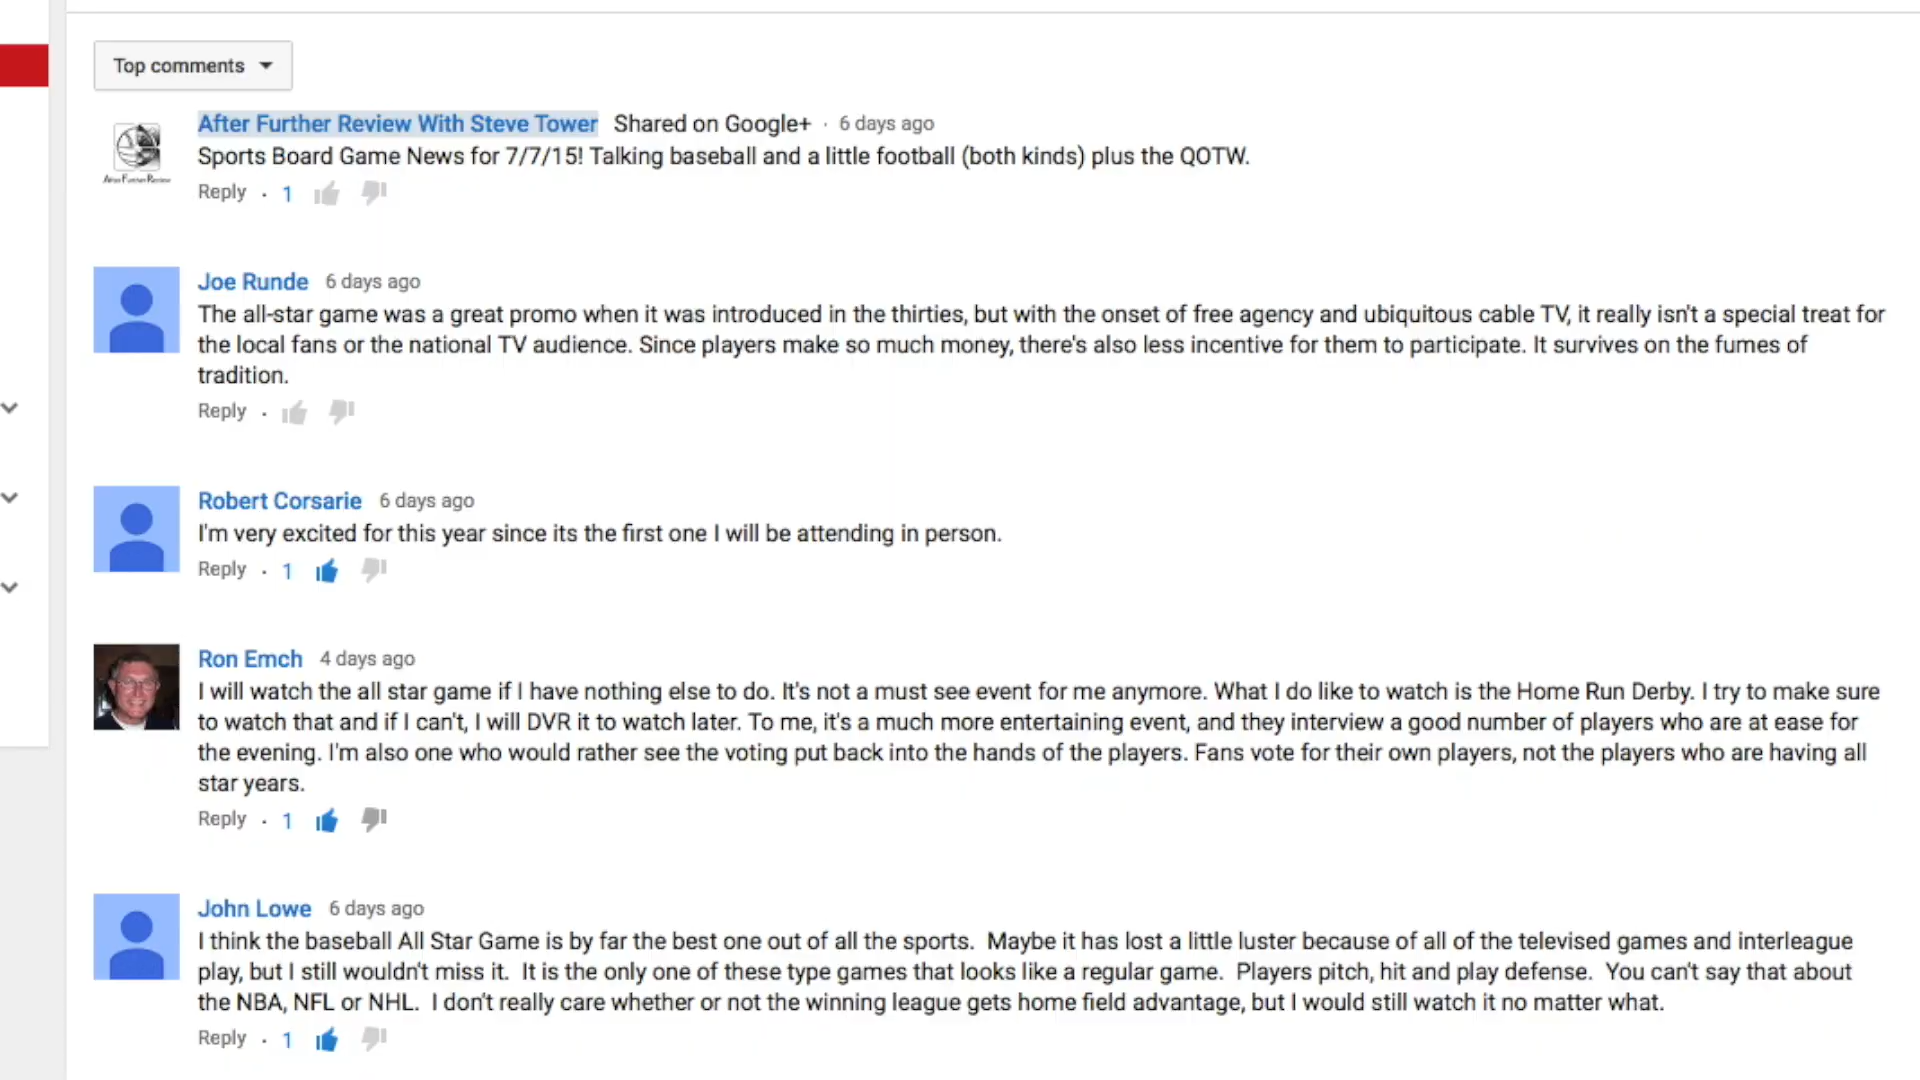 Top comments
After Further Review With Steve Tower Shared on Google+ · 6 days ago
Sports Board Game News for 7/7/15! Talking baseball and a little football (both kinds) plus the QOTW.
After Further Review
Reply · 1
Joe Runde 6 days ago
The all-star game was a great promo when it was introduced in the thirties, but with the onset of free agency and ubiquitous cable TV, it really isn't a special treat for
the local fans or the national TV audience. Since players make so much money, there's also less incentive for them to participate. It survives on the fumes of
tradition.
Reply ·
Robert Corsarie 6 days ago
I'm very excited for this year since its the first one I will be attending in person.
Reply · 1
Ron Emch 4 days ago
I will watch the all star game if I have nothing else to do. It's not a must see event for me anymore. What I do like to watch is the Home Run Derby. I try to make sure
to watch that and if I can't, I will DVR it to watch later. To me, it's a much more entertaining event, and they interview a good number of players who are at ease for
the evening. I'm also one who would rather see the voting put back into the hands of the players. Fans vote for their own players, not the players who are having all
star years.
Reply · 1
John Lowe 6 days ago
I think the baseball All Star Game is by far the best one out of all the sports. Maybe it has lost a little luster because of all of the televised games and interleague
play, but I still wouldn't miss it. It is the only one of these type games that looks like a regular game. Players pitch, hit and play defense. You can't say that about
the NBA, NFL or NHL. I don't really care whether or not the winning league gets home field advantage, but I would still watch it no matter what.
Reply · 1